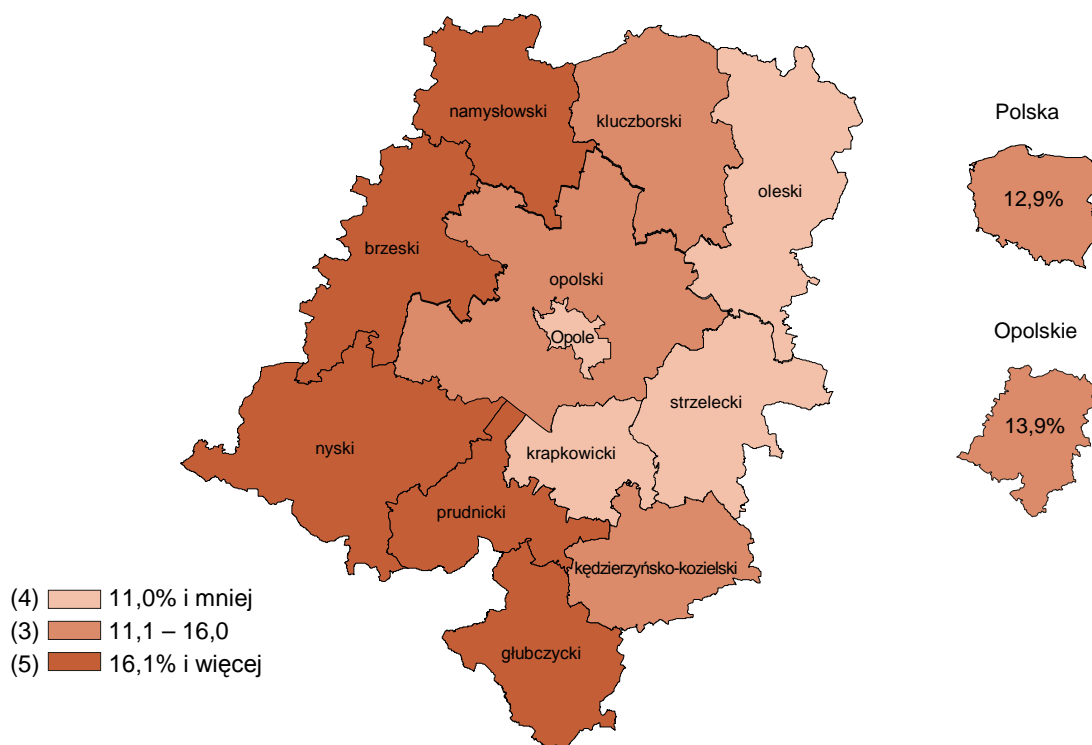 namysłowski
kluczborski
oleski
brzeski
opolski
Opole
strzelecki
nyski
krapkowicki
prudnicki
kędzierzyńsko-kozielski
głubczycki
Polska
12,9%
Opolskie
13,9%
(4) 11,0% i mniej
(3) 11,1 – 16,0
(5) 16,1% i więcej